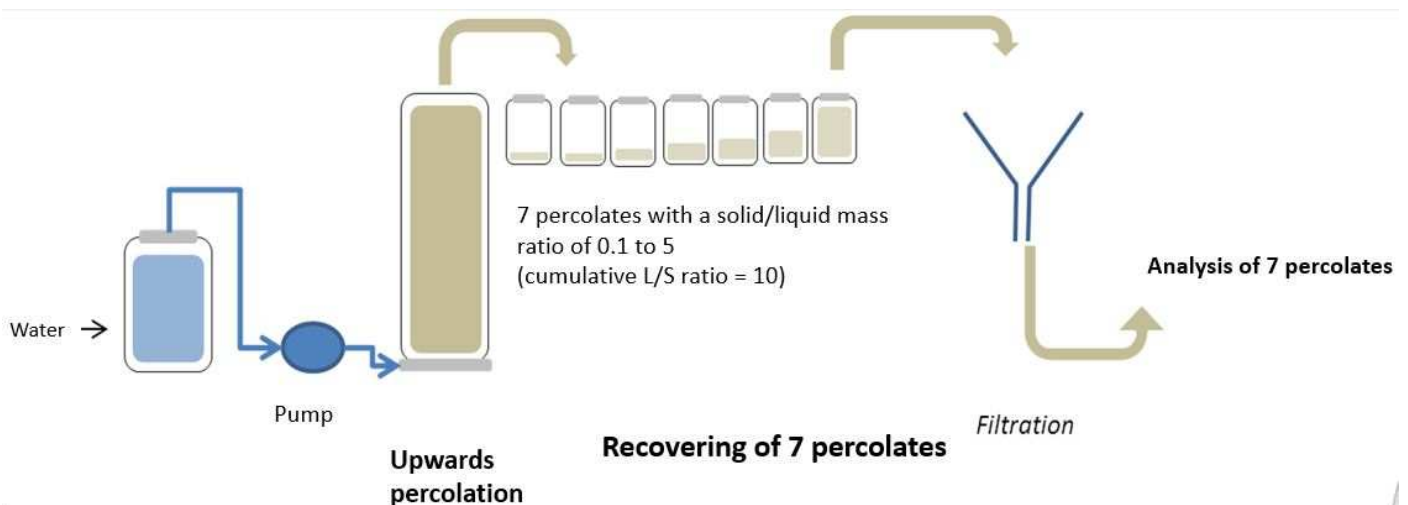 7 percolates with a solid/liquid mass
ratio of 0.1 to 5
(cumulative L/S ratio = 10)
Analysis of 7 percolates
Water
Pump
Filtration
Recovering of 7 percolates
Upwards
percolation